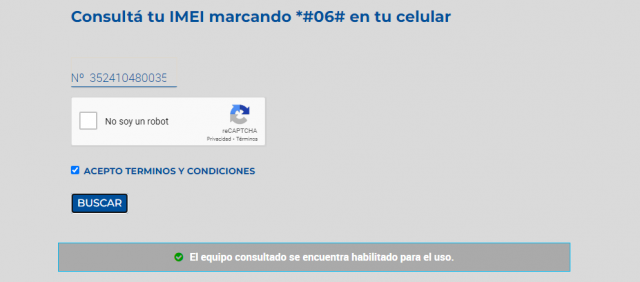 Consultá tu IMEI marcando *#06# en tu celular
Nº 352410480035
No soy un robot
reCAPTCHA
Privacidad - Términos
ACEPTO TERMINOS Y CONDICIONES
BUSCAR
El equipo consultado se encuentra habilitado para el uso.